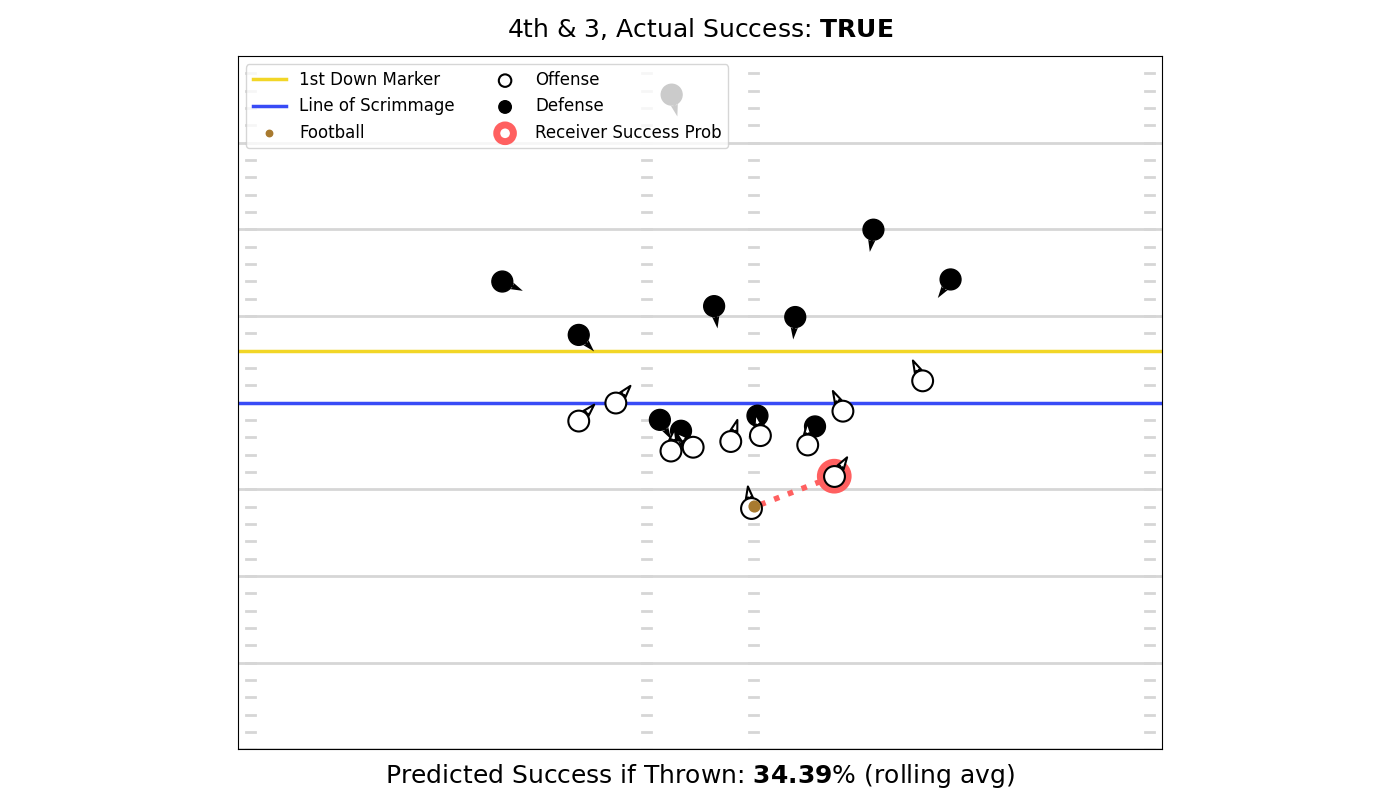 4th & 3, Actual Success: TRUE
1st Down Marker
Line of Scrimmage
Football
Offense
Defense
Receiver Success Prob
Predicted Success if Thrown: 34.39% (rolling avg)